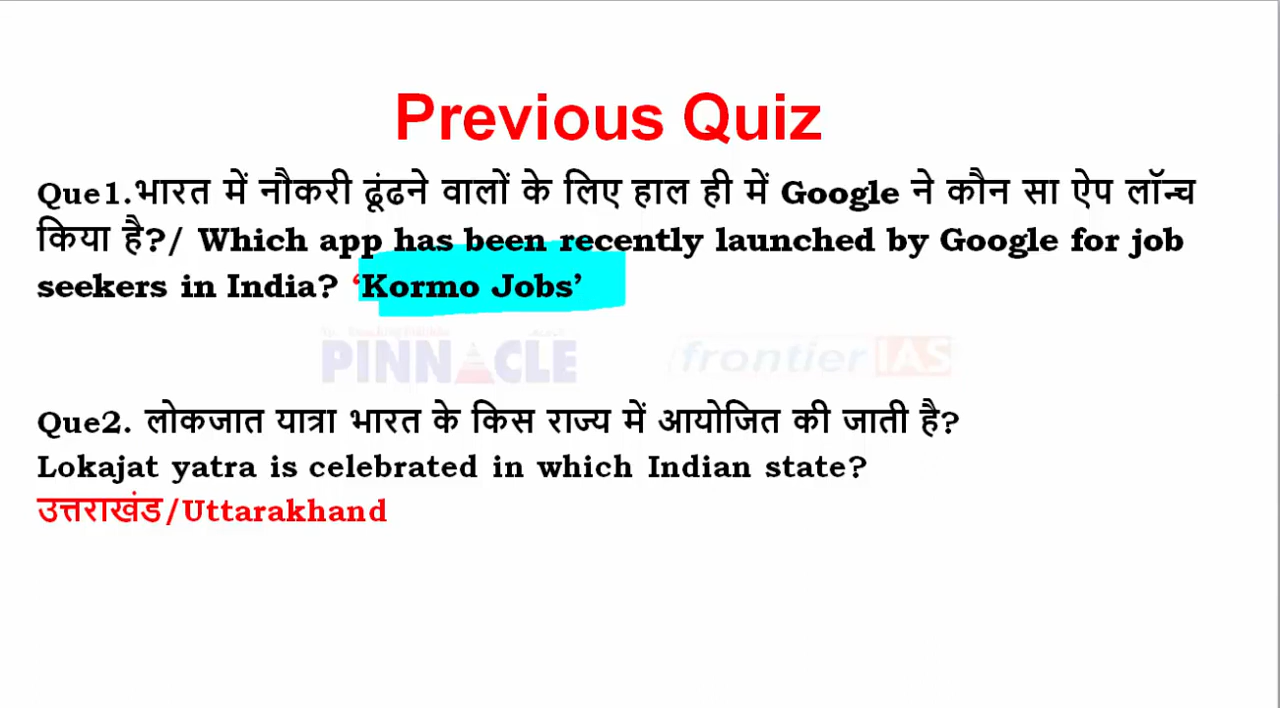 Previous Quiz
Que1.भारत में नौकरी ढूंढने वालों के लिए हाल ही में Google ने कौन सा ऐप लॉन्च
किया है?/ Which app has been recently launched by Google for job
seekers in India? ‘Kormo Jobs’
PINNACLE frontier IAS
Que2. लोकजात यात्रा भारत के किस राज्य में आयोजित की जाती है?
Lokajat yatra is celebrated in which Indian state?
उत्तराखंड/Uttarakhand